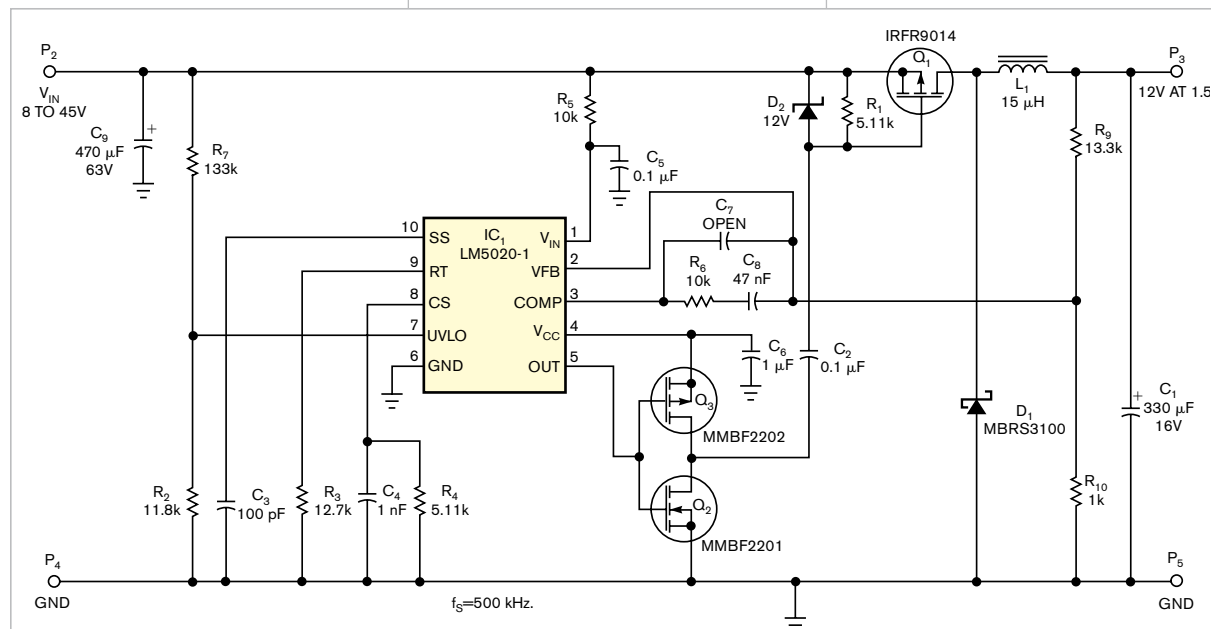 IRFR9014
Q1
P2
VIN
8 TO 45V
C9
470 μF
63V
+
R7
133k
R5
10k
C5
0.1 μF
D2
12V
R1
5.11k
L1
15 μH
P3
12V AT 1.5
R9
13.3k
C7
OPEN
R6
10k
C8
47 nF
IC1
LM5020-1
10 SS
9 RT
8 CS
7 UVLO
6 GND
VIN 1
VFB 2
COMP 3
VCC 4
OUT 5
C6
1 μF
C2
0.1 μF
Q3
MMBF2202
Q2
MMBF2201
D1
MBRS3100
+
C1
330 μF
16V
R2
11.8k
C3
100 pF
R3
12.7k
C4
1 nF
R4
5.11k
R10
1k
P4
GND
fS=500 kHz.
P5
GND